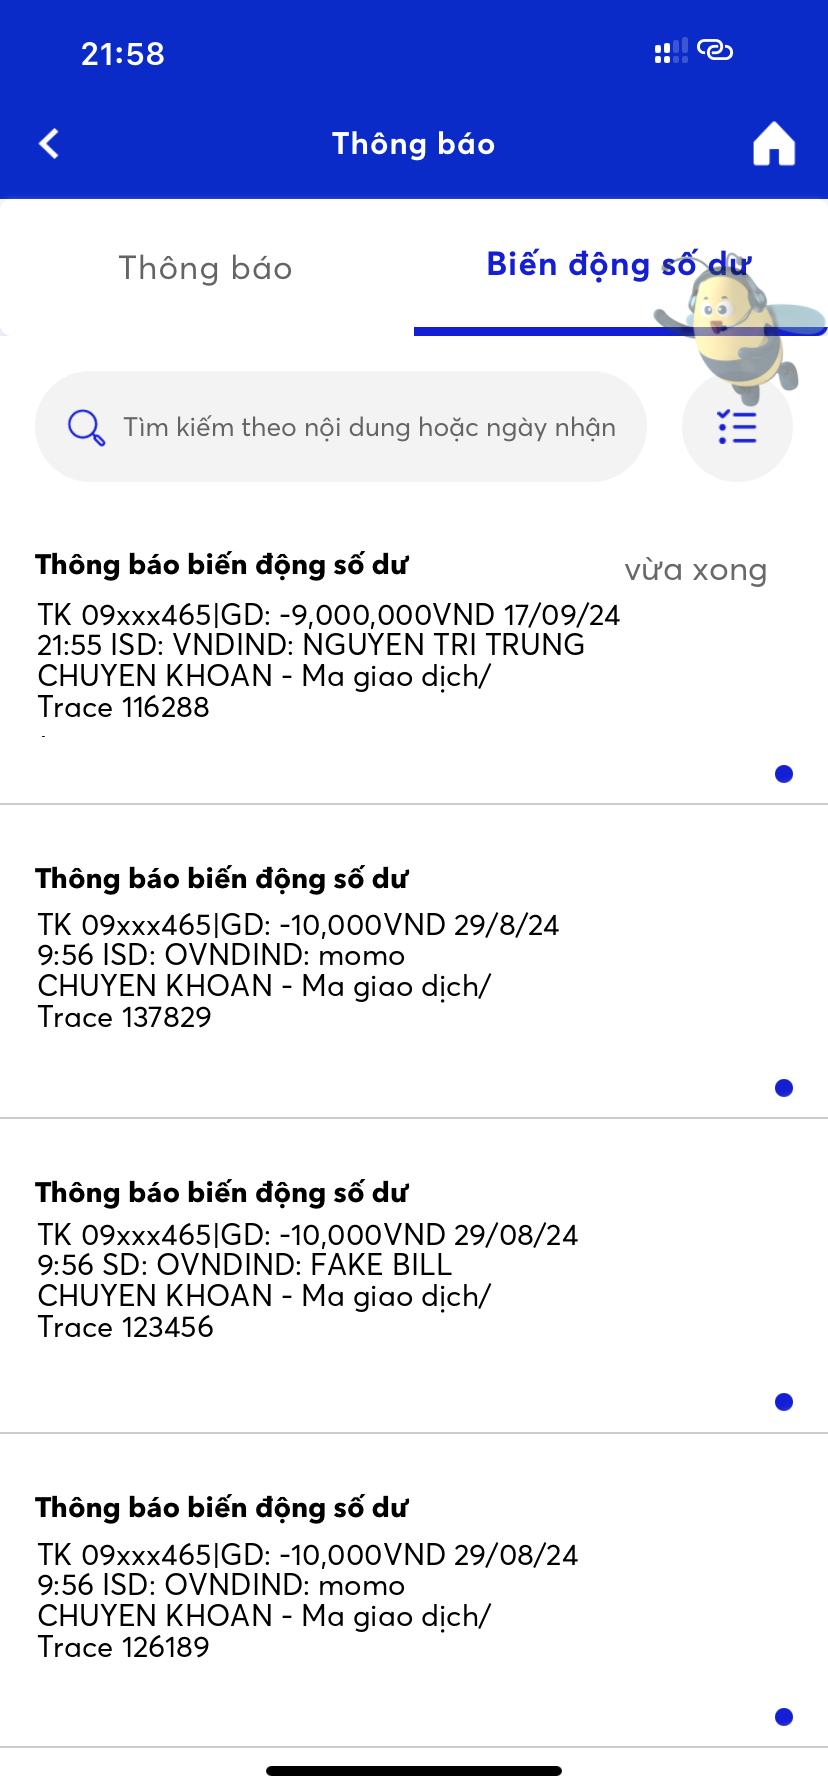 21:58
Thông báo
Thông báo
Biến động số dư
Tìm kiếm theo nội dung hoặc ngày nhận
Thông báo biến động số dư
vừa xong
TK 09xxx465|GD: -9,000,000VND 17/09/24
21:55 ISD: VNDIND: NGUYEN TRI TRUNG
CHUYEN KHOAN - Ma giao dịch/
Trace 116288
Thông báo biến động số dư
TK 09xxx465|GD: -10,000VND 29/8/24
9:56 ISD: OVNDIND: momo
CHUYEN KHOAN - Ma giao dịch/
Trace 137829
Thông báo biến động số dư
TK 09xxx465|GD: -10,000VND 29/08/24
9:56 SD: OVNDIND: FAKE BILL
CHUYEN KHOAN - Ma giao dịch/
Trace 123456
Thông báo biến động số dư
TK 09xxx465|GD: -10,000VND 29/08/24
9:56 ISD: OVNDIND: momo
CHUYEN KHOAN - Ma giao dịch/
Trace 126189